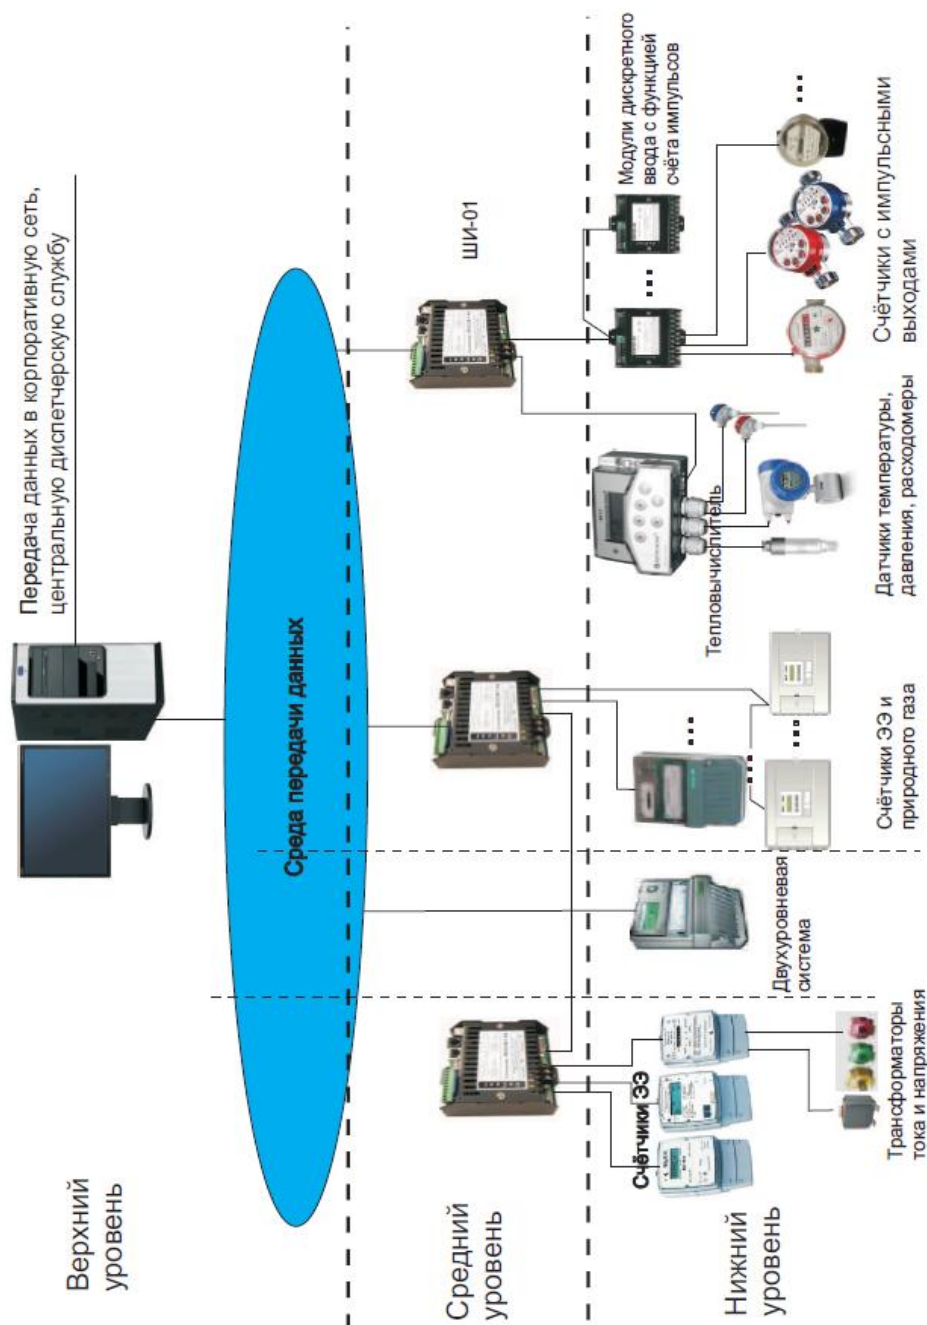 Передача данных в корпоративную сеть,
центральную диспетчерскую службу
Верхний
уровень
Среда передачи данных
Средний
уровень
ШИ-01
Нижний
уровень
Счётчики ЭЭ
Трансформаторы
тока и напряжения
Двухуровневая
система
Счётчики ЭЭ и
природного газа
Тепловычислитель
Датчики температуры,
давления, расходомеры
Модули дискретного
ввода с функцией
счёта импульсов
Счётчики с импульсными
выходами